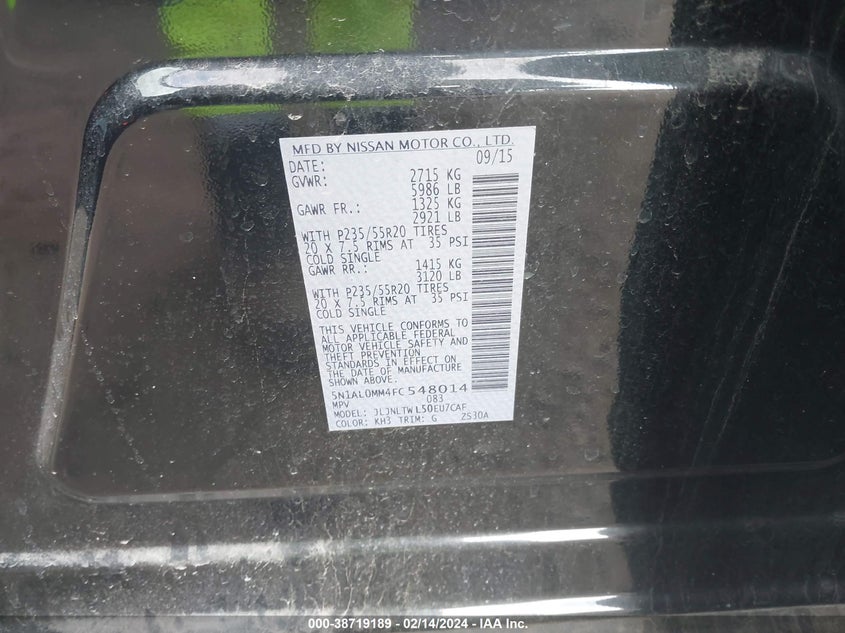 MFD BY NISSAN MOTOR CO., LTD.
DATE: 09/15
GVWR: 2715 KG
5986 LB
GAWR FR.: 1325 KG
2921 LB
WITH P235/55R20 TIRES
20 X 7.5 RIMS AT 35 PSI
COLD SINGLE
GAWR RR.: 1415 KG
3120 LB
WITH P235/55R20 TIRES
20 X 7.5 RIMS AT 35 PSI
COLD SINGLE
THIS VEHICLE CONFORMS TO
ALL APPLICABLE FEDERAL
MOTOR VEHICLE SAFETY AND
THEFT PREVENTION
STANDARDS IN EFFECT ON
THE DATE OF MANUFACTURE
SHOWN ABOVE.
5N1AL0MM4FC548014
MPV 083
MODEL: JLJNLTWL50EU7CAF
COLOR: KH3 TRIM: G ZS30A
000-38719189 - 02/14/2024 - IAA Inc.